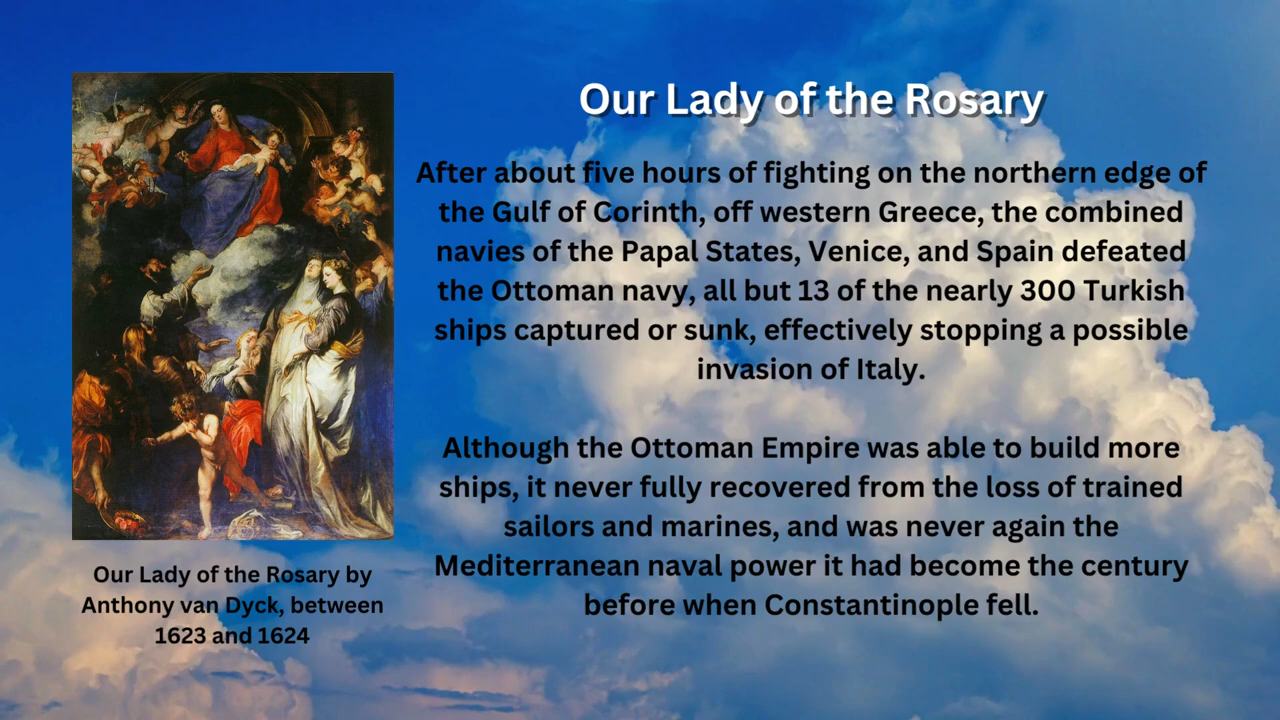 Our Lady of the Rosary
After about five hours of fighting on the northern edge of
the Gulf of Corinth, off western Greece, the combined
navies of the Papal States, Venice, and Spain defeated
the Ottoman navy, all but 13 of the nearly 300 Turkish
ships captured or sunk, effectively stopping a possible
invasion of Italy.
Although the Ottoman Empire was able to build more
ships, it never fully recovered from the loss of trained
sailors and marines, and was never again the
Mediterranean naval power it had become the century
before when Constantinople fell.
Our Lady of the Rosary by
Anthony van Dyck, between
1623 and 1624